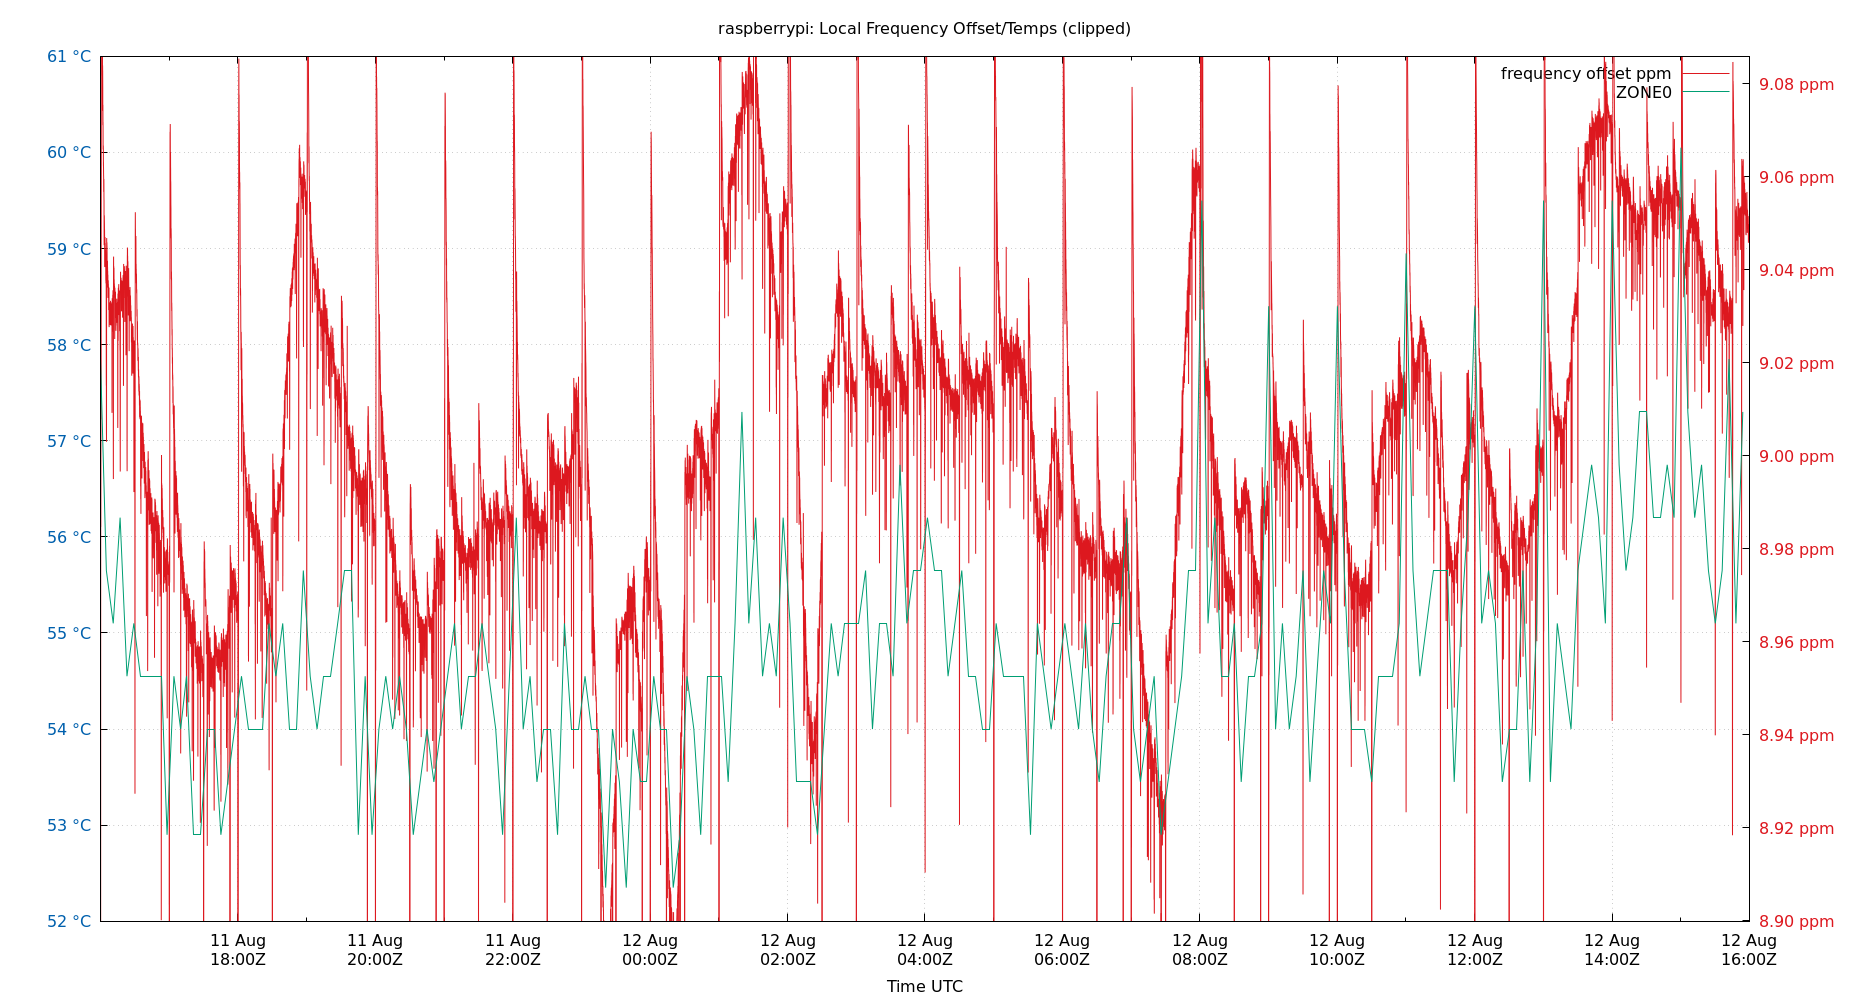 raspberrypi: Local Frequency Offset/Temps (clipped)
61 °C
60 °C
59 °C
58 °C
57 °C
56 °C
55 °C
54 °C
53 °C
52 °C
frequency offset ppm
ZONE0
9.08 ppm
9.06 ppm
9.04 ppm
9.02 ppm
9.00 ppm
8.98 ppm
8.96 ppm
8.94 ppm
8.92 ppm
8.90 ppm
11 Aug
18:00Z
11 Aug
20:00Z
11 Aug
22:00Z
12 Aug
00:00Z
12 Aug
02:00Z
12 Aug
04:00Z
12 Aug
06:00Z
12 Aug
08:00Z
12 Aug
10:00Z
12 Aug
12:00Z
12 Aug
14:00Z
12 Aug
16:00Z
Time UTC